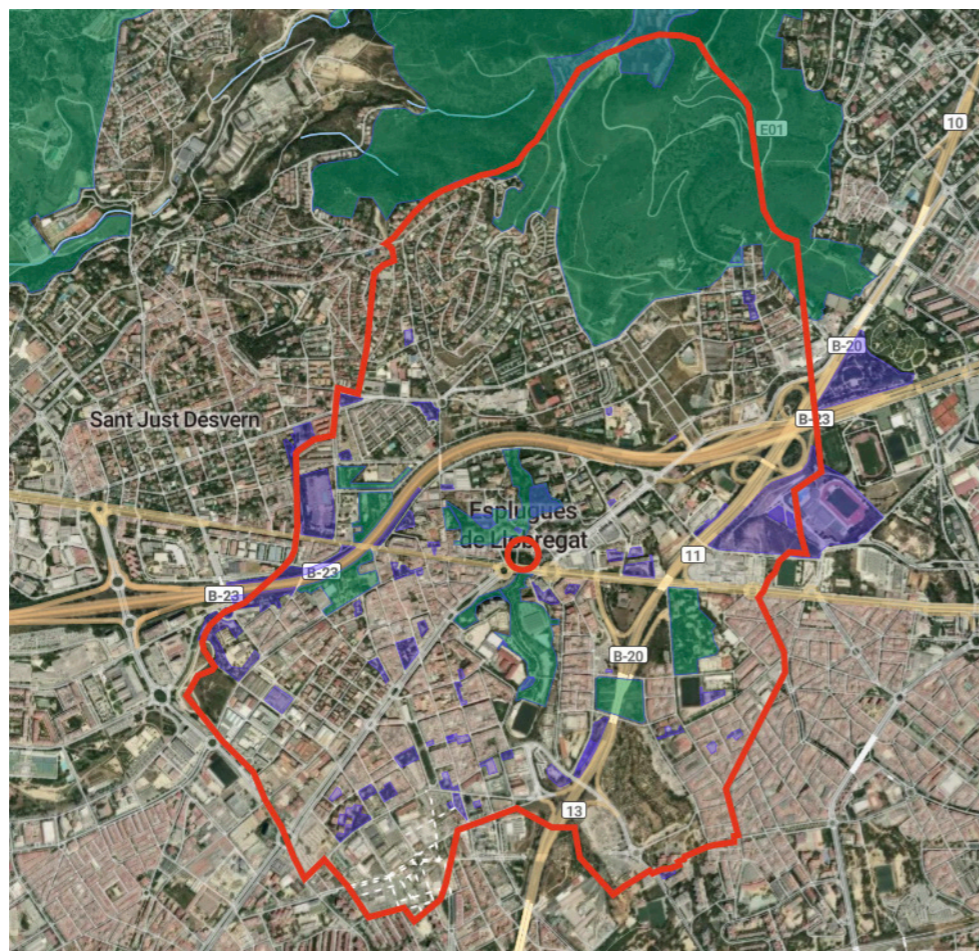 10
E01
B-20
Sant Just Desvern
B-23
Esplugues
de Llobregat
11
B-23
B-23
B-20
13